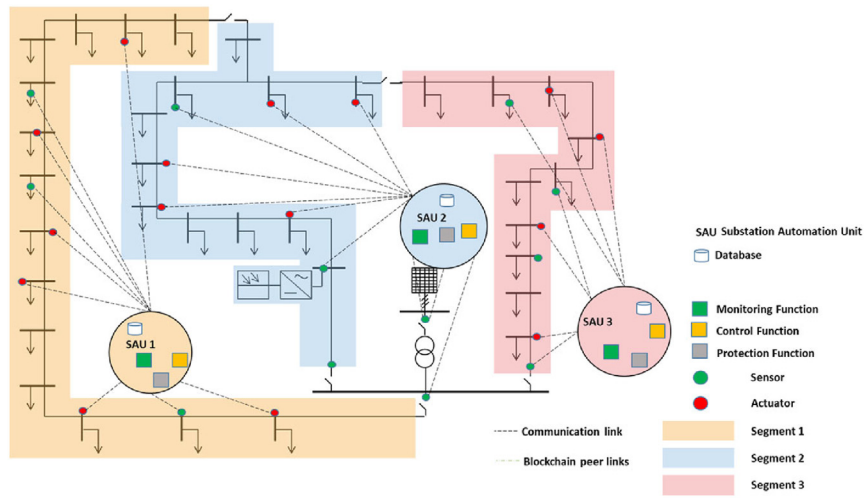 SAU 2
SAU Substation Automation Unit
Database
Monitoring Function
SAU 3
SAU 1
Control Function
Protection Function
Sensor
Actuator
Communication link
Segment 1
Blockchain peer links
Segment 2
Segment 3